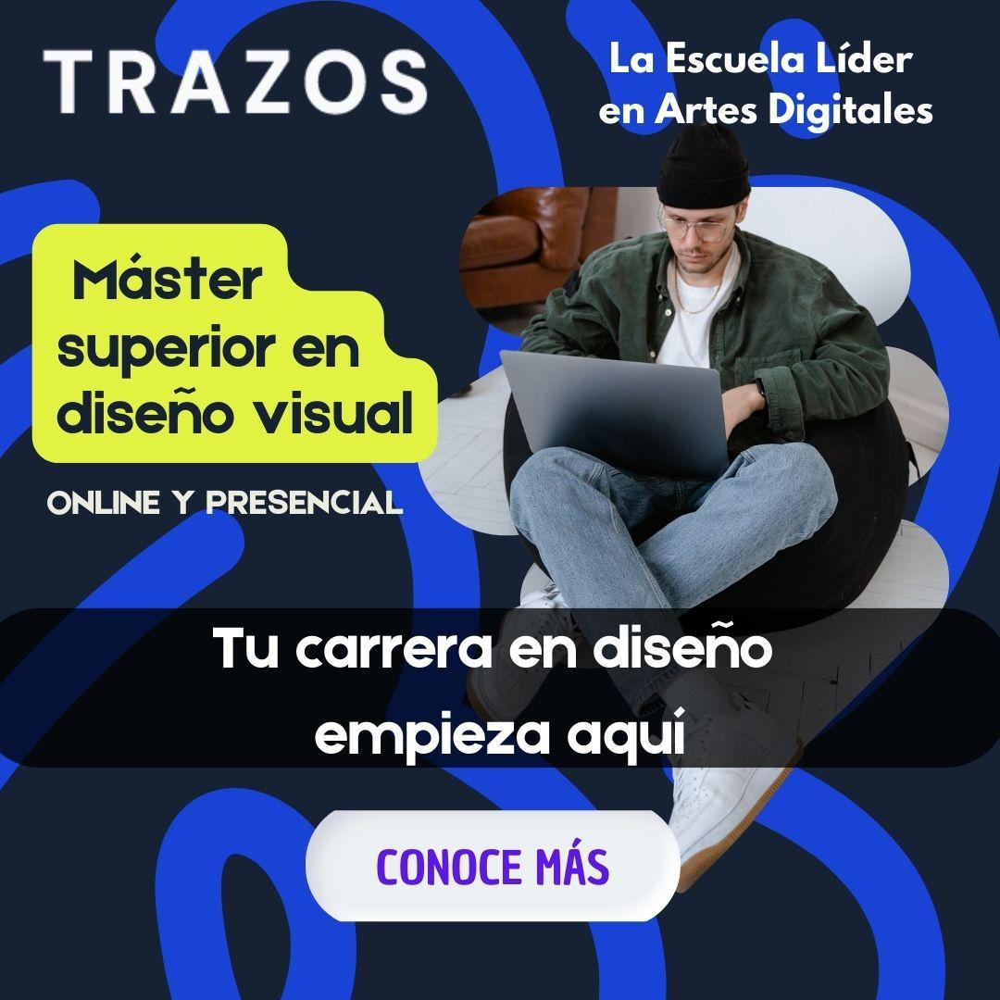 TRAZOS
La Escuela Líder
en Artes Digitales
Máster
superior en
diseño visual
ONLINE Y PRESENCIAL
Tu carrera en diseño
empieza aquí
CONOCE MÁS